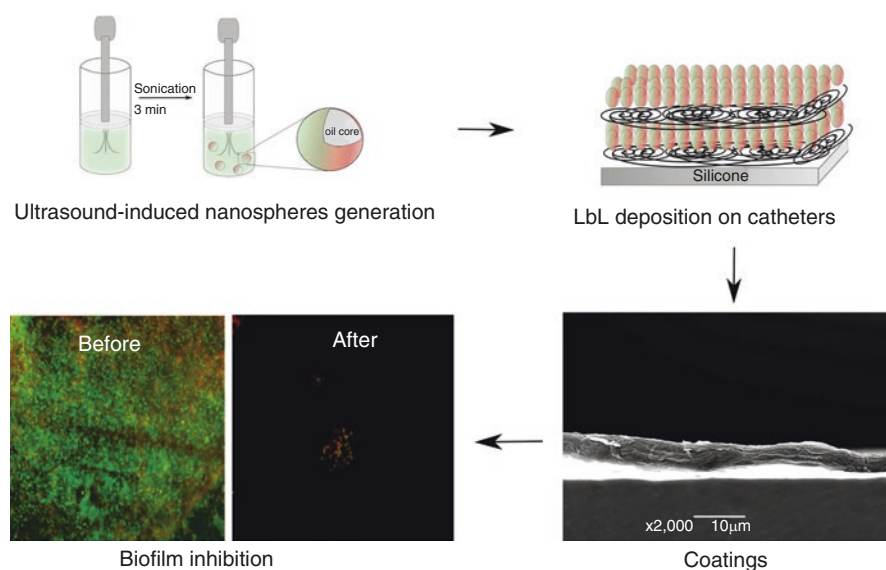 Sonication
3 min
oil core
Ultrasound-induced nanospheres generation
Silicone
LbL deposition on catheters
Before
After
Biofilm inhibition
x2,000 10μm
Coatings